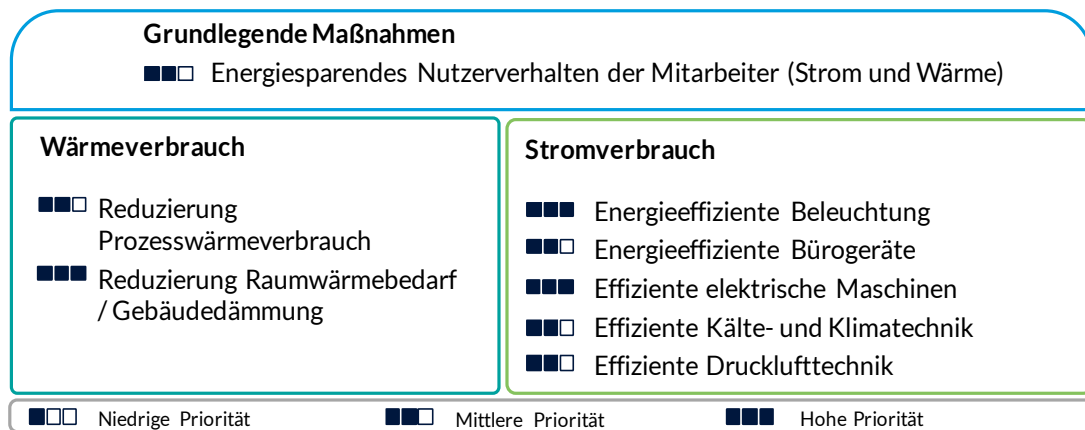 Grundlegende Maßnahmen
Energiesparendes Nutzerverhalten der Mitarbeiter (Strom und Wärme)
Wärmeverbrauch
Reduzierung
Prozesswärmeverbrauch
Reduzierung Raumwärmebedarf
/ Gebäudedämmung
Stromverbrauch
Energieeffiziente Beleuchtung
Energieeffiziente Bürogeräte
Effiziente elektrische Maschinen
Effiziente Kälte- und Klimatechnik
Effiziente Drucklufttechnik
Niedrige Priorität
Mittlere Priorität
Hohe Priorität